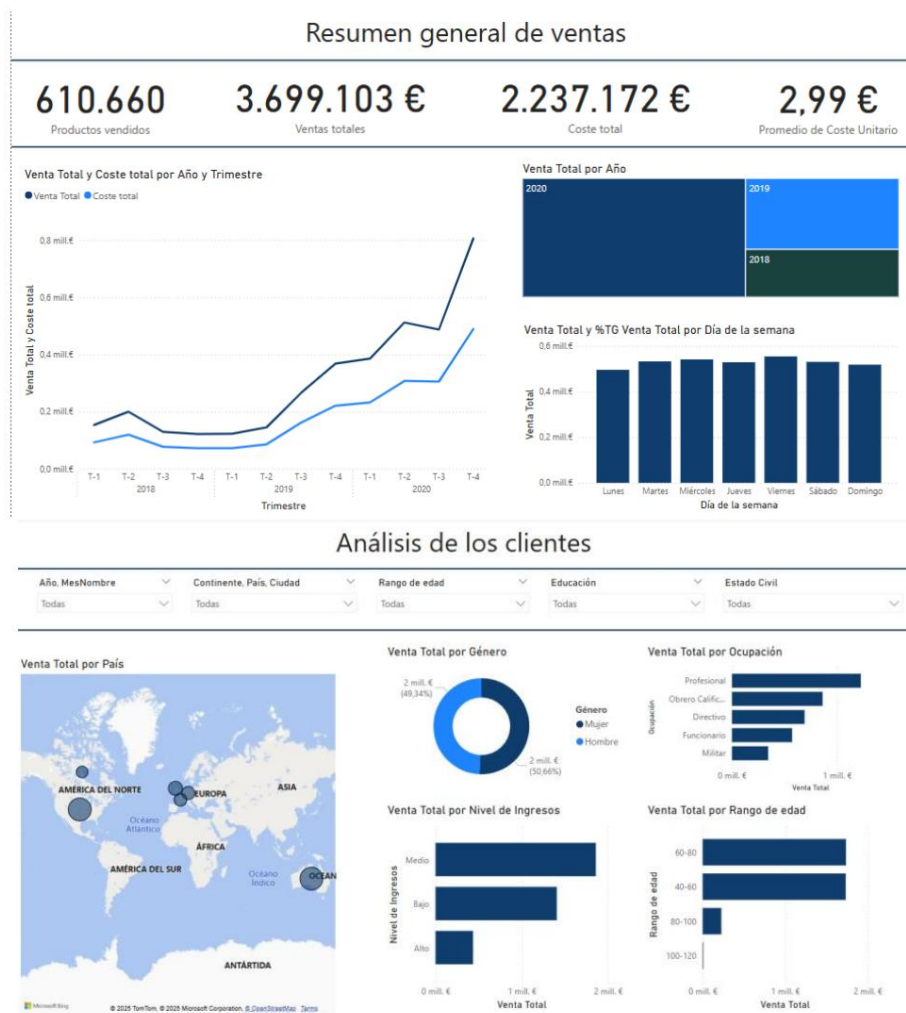 Resumen general de ventas
610.660
Productos vendidos
3.699.103 €
Ventas totales
2.237.172 €
Coste total
2,99 €
Promedio de Coste Unitario
Venta Total y Coste total por Año y Trimestre
Venta Total Coste total
Venta Total y Coste total
0,8 mill.€
0,6 mill.€
0,4 mill.€
0,2 mill.€
0,0 mill.€
T-1 T-2 T-3 T-4 T-1 T-2 T-3 T-4 T-1 T-2 T-3 T-4
2018 2019 2020
Trimestre
Venta Total por Año
2020
2019
2018
Venta Total y %TG Venta Total por Día de la semana
Venta Total
0,6 mill.€
0,4 mill.€
0,2 mill.€
0,0 mill.€
Lunes Martes Miércoles Jueves Viernes Sábado Domingo
Día de la semana
Análisis de los clientes
Año, MesNombre
Todas
Continente, País, Ciudad
Todas
Rango de edad
Todas
Educación
Todas
Estado Civil
Todas
Venta Total por País
AMÉRICA DEL NORTE
EUROPA
ASIA
Océano
Atlántico
ÁFRICA
AMÉRICA DEL SUR
Océano
Índico
OCEAN
ANTÁRTIDA
Microsoft Bing
© 2025 TomTom, © 2025 Microsoft Corporation, © OpenStreetMap Terms
Venta Total por Género
2 mill. €
(49,34%)
2 mill. €
(50,66%)
Género
Mujer
Hombre
Venta Total por Ocupación
Ocupación
Profesional
Obrero Calific...
Directivo
Funcionario
Militar
0 mill. € 1 mill. €
Venta Total
Venta Total por Nivel de Ingresos
Nivel de Ingresos
Medio
Bajo
Alto
0 mill. € 1 mill. € 2 mill. €
Venta Total
Venta Total por Rango de edad
Rango de edad
60-80
40-60
80-100
100-120
0 mill. € 1 mill. € 2 mill. €
Venta Total